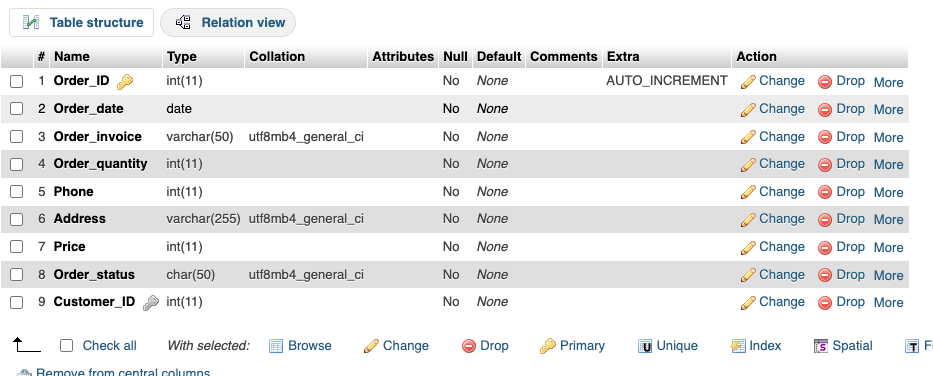 Table structure Relation view
# Name Type Collation Attributes Null Default Comments Extra Action
1 Order_ID int(11) No None AUTO_INCREMENT Change Drop More
2 Order_date date No None Change Drop More
3 Order_invoice varchar(50) utf8mb4_general_ci No None Change Drop More
4 Order_quantity int(11) No None Change Drop More
5 Phone int(11) No None Change Drop More
6 Address varchar(255) utf8mb4_general_ci No None Change Drop More
7 Price int(11) No None Change Drop More
8 Order_status char(50) utf8mb4_general_ci No None Change Drop More
9 Customer_ID int(11) No None Change Drop More
Check all With selected: Browse Change Drop Primary Unique Index Spatial
Remove from central columns